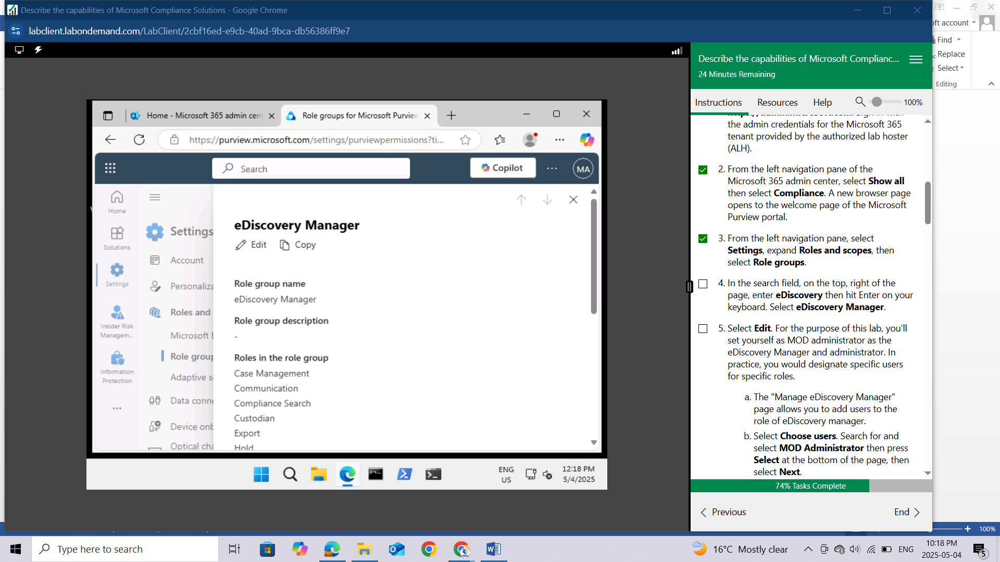 Describe the capabilities of Microsoft Compliance Solutions - Google Chrome
labclient.labondemand.com/LabClient/2cbf16ed-e9cb-40ad-9bca-db56386ff9e7
oft account
Find
Replace
Select
Editing
Describe the capabilities of Microsoft Complianc...
24 Minutes Remaining
Instructions
Resources
Help
100%
the admin credentials for the Microsoft 365
tenant provided by the authorized lab hoster
(ALH).
2. From the left navigation pane of the
Microsoft 365 admin center, select Show all
then select Compliance. A new browser page
opens to the welcome page of the Microsoft
Purview portal.
3. From the left navigation pane, select
Settings, expand Roles and scopes, then
select Role groups.
4. In the search field, on the top, right of the
page, enter eDiscovery then hit Enter on your
keyboard. Select eDiscovery Manager.
5. Select Edit. For the purpose of this lab, you'll
set yourself as MOD administrator as the
eDiscovery Manager and administrator. In
practice, you would designate specific users
for specific roles.
a. The "Manage eDiscovery Manager"
page allows you to add users to the
role of eDiscovery manager.
b. Select Choose users. Search for and
select MOD Administrator then press
Select at the bottom of the page, then
select Next.
74% Tasks Complete
Previous
End
Home - Microsoft 365 admin cent
Role groups for Microsoft Purview
https://purview.microsoft.com/settings/purviewpermissions?ti...
Search
Copilot
MA
Home
Solutions
Settings
Insider Risk
Managem...
Information
Protection
Settings
Account
Personaliza
Roles and
Microsoft E
Role group
Adaptive s
Data conne
Device onb
Optical cha
eDiscovery Manager
Edit
Copy
Role group name
eDiscovery Manager
Role group description
-
Roles in the role group
Case Management
Communication
Compliance Search
Custodian
Export
Hold
ENG
US
12:18 PM
5/4/2025
100%
Type here to search
16°C Mostly clear
ENG
10:18 PM
2025-05-04
5